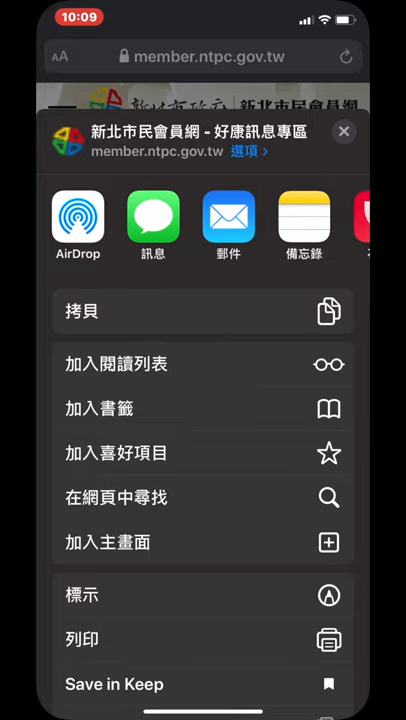 10:09
AA member.ntpc.gov.tw
新北市政府 新北市民會員網
新北市民會員網 - 好康訊息專區
member.ntpc.gov.tw 選項 >
AirDrop 訊息 郵件 備忘錄
拷貝
加入閱讀列表
加入書籤
加入喜好項目
在網頁中尋找
加入主畫面
標示
列印
Save in Keep